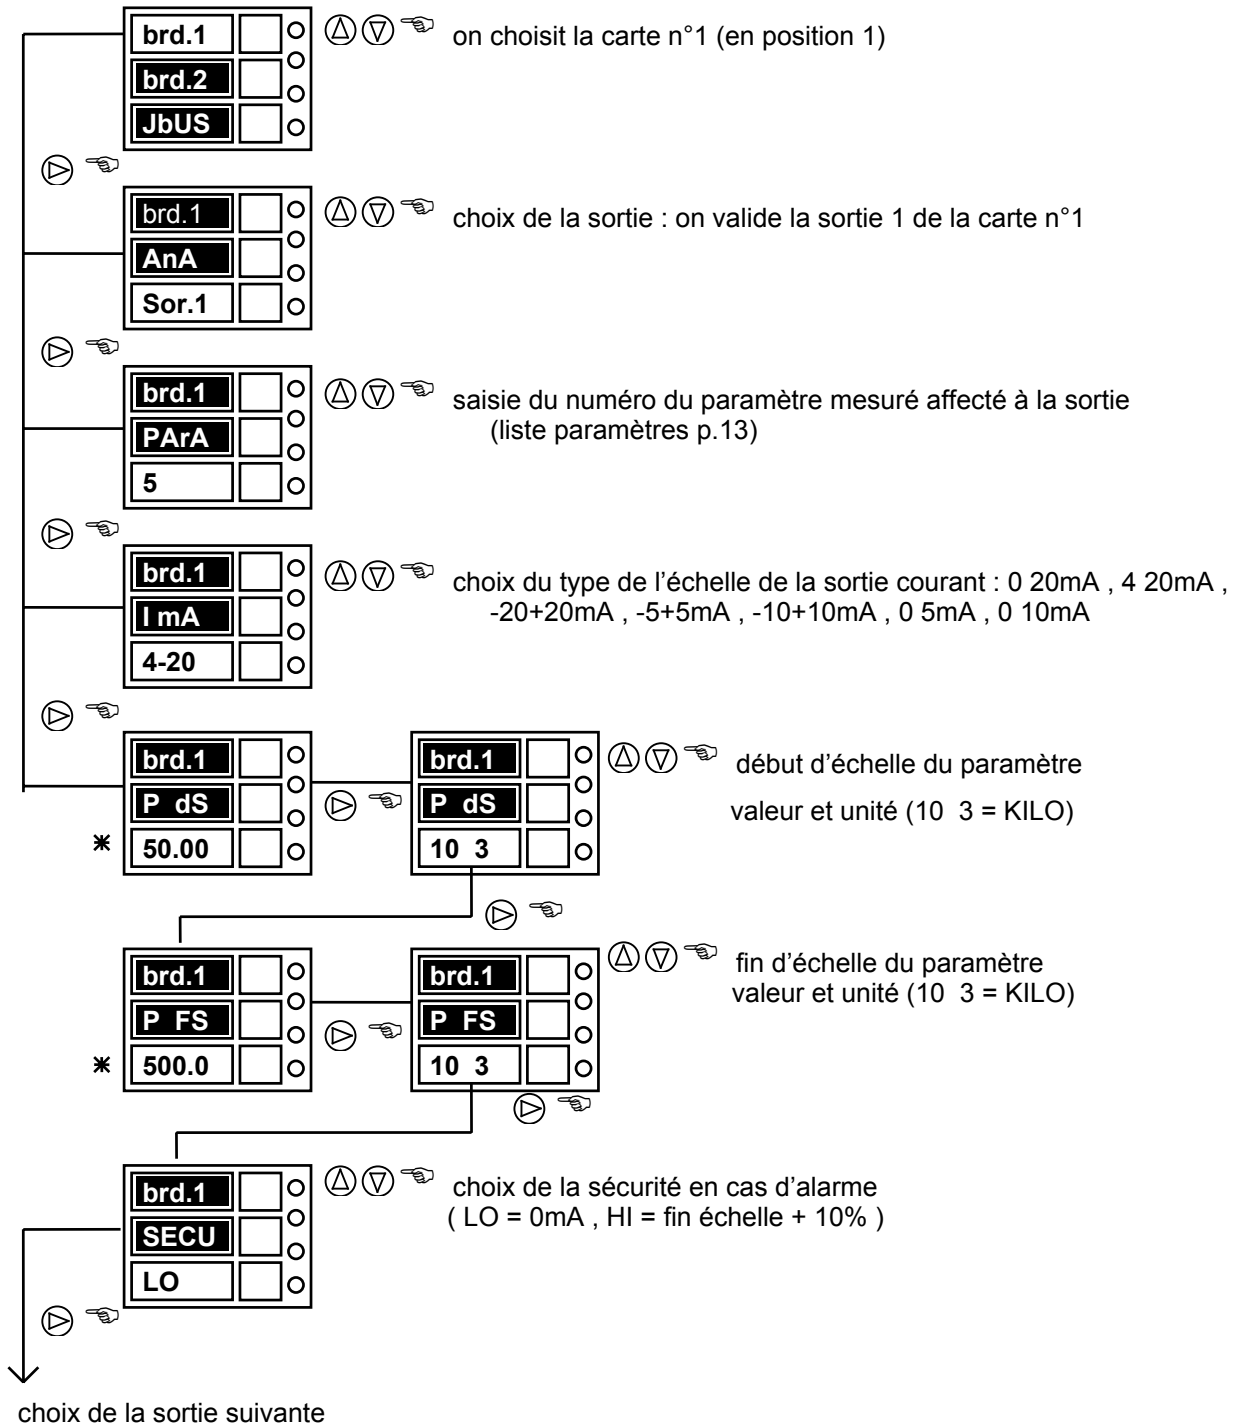 brd.1
on choisit la carte n°1 (en position 1)
brd.2
JbUS
brd.1
choix de la sortie : on valide la sortie 1 de la carte n°1
AnA
Sor.1
brd.1
saisie du numéro du paramètre mesuré affecté à la sortie
(liste paramètres p.13)
PArA
5
brd.1
choix du type de l’échelle de la sortie courant : 0 20mA , 4 20mA ,
-20+20mA , -5+5mA , -10+10mA , 0 5mA , 0 10mA
I mA
4-20
brd.1
P dS
50.00
brd.1
P dS
10 3
début d’échelle du paramètre
valeur et unité (10 3 = KILO)
brd.1
P FS
500.0
brd.1
P FS
10 3
fin d’échelle du paramètre
valeur et unité (10 3 = KILO)
brd.1
SECU
LO
choix de la sécurité en cas d’alarme
( LO = 0mA , HI = fin échelle + 10% )
choix de la sortie suivante